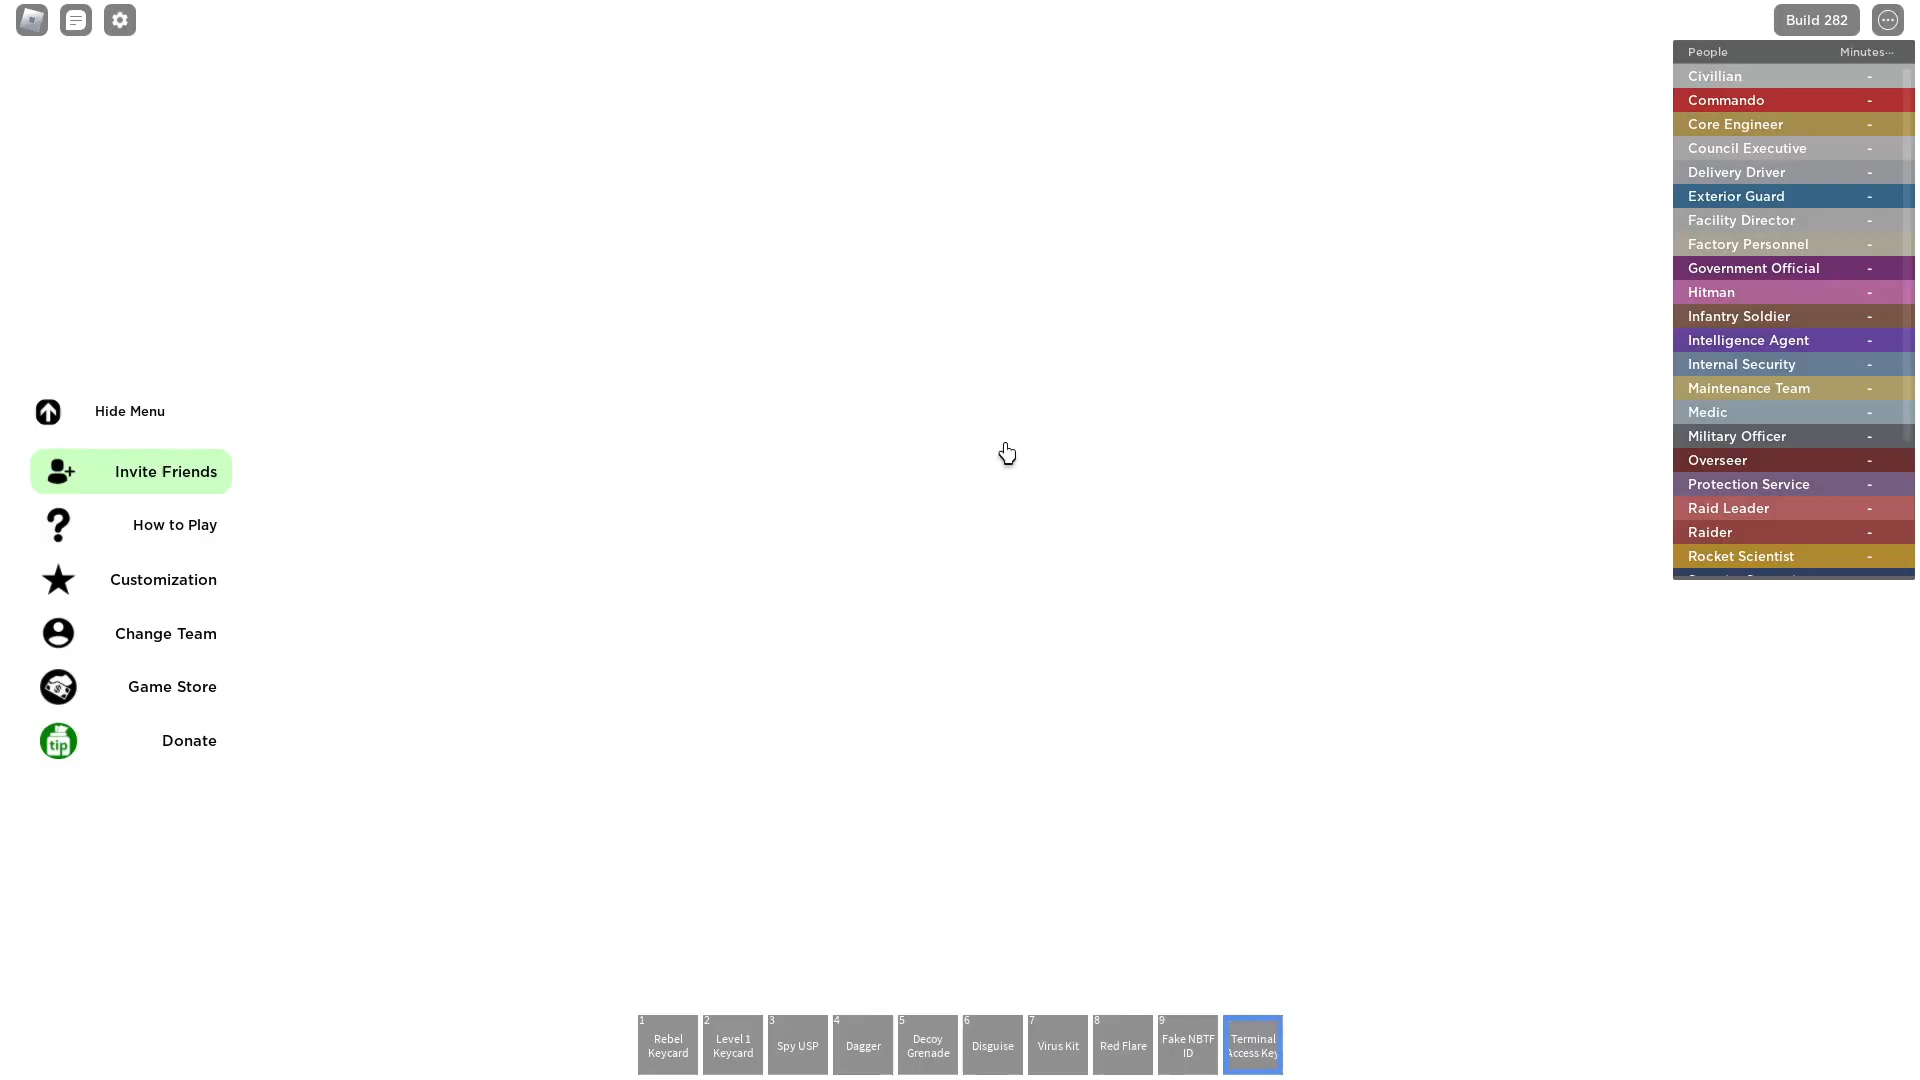 Build 282
People Minutes...
Civillian -
Commando -
Core Engineer -
Council Executive -
Delivery Driver -
Exterior Guard -
Facility Director -
Factory Personnel -
Government Official -
Hitman -
Infantry Soldier -
Intelligence Agent -
Internal Security -
Maintenance Team -
Medic -
Military Officer -
Overseer -
Protection Service -
Raid Leader -
Raider -
Rocket Scientist -
Hide Menu
Invite Friends
How to Play
Customization
Change Team
Game Store
tip
Donate
1
Rebel
Keycard
2
Level 1
Keycard
3
Spy USP
4
Dagger
5
Decoy
Grenade
6
Disguise
7
Virus Kit
8
Red Flare
9
Fake NBTF
ID
Terminal
Access Key